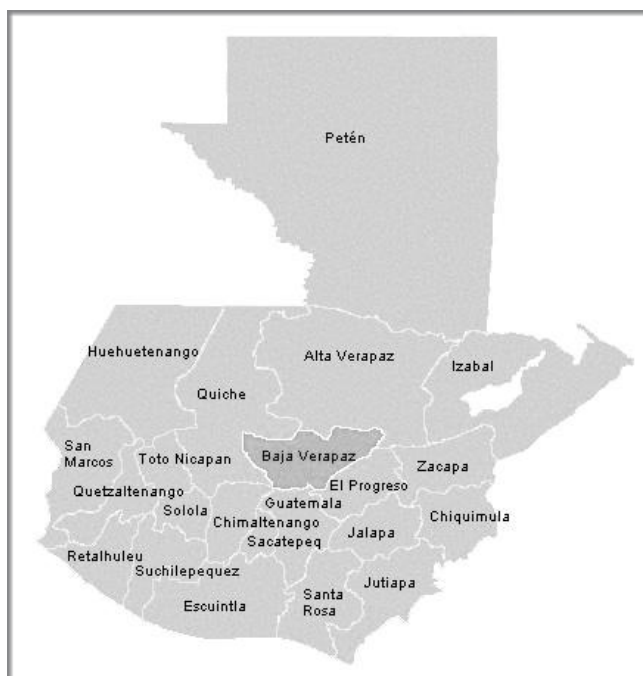 Petén
Huehuetenango
Alta Verapaz
Izabal
Quiche
San
Marcos
Toto Nicapan
Baja Verapaz
Zacapa
Quetzaltenango
El Progreso
Solola
Guatemala
Chimaltenango
Chiquimula
Sacatepeq
Jalapa
Retalhuleu
Suchilepequez
Jutiapa
Escuintla
Santa
Rosa